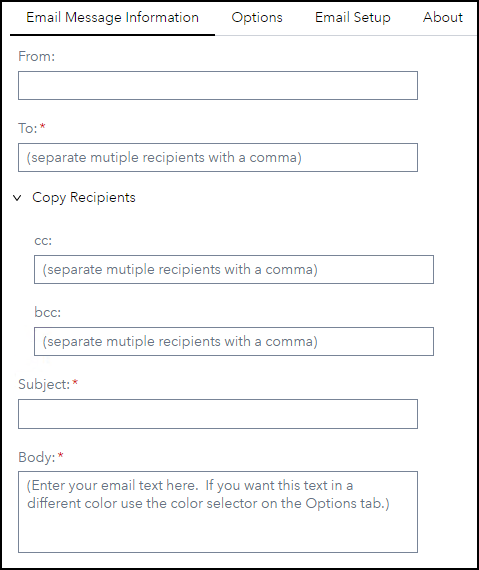 Email Message Information Options Email Setup About
From:
To:*
(separate mutiple recipients with a comma)
Copy Recipients
cc:
(separate mutiple recipients with a comma)
bcc:
(separate mutiple recipients with a comma)
Subject:*
Body:*
(Enter your email text here.  If you want this text in a
different color use the color selector on the Options tab.)